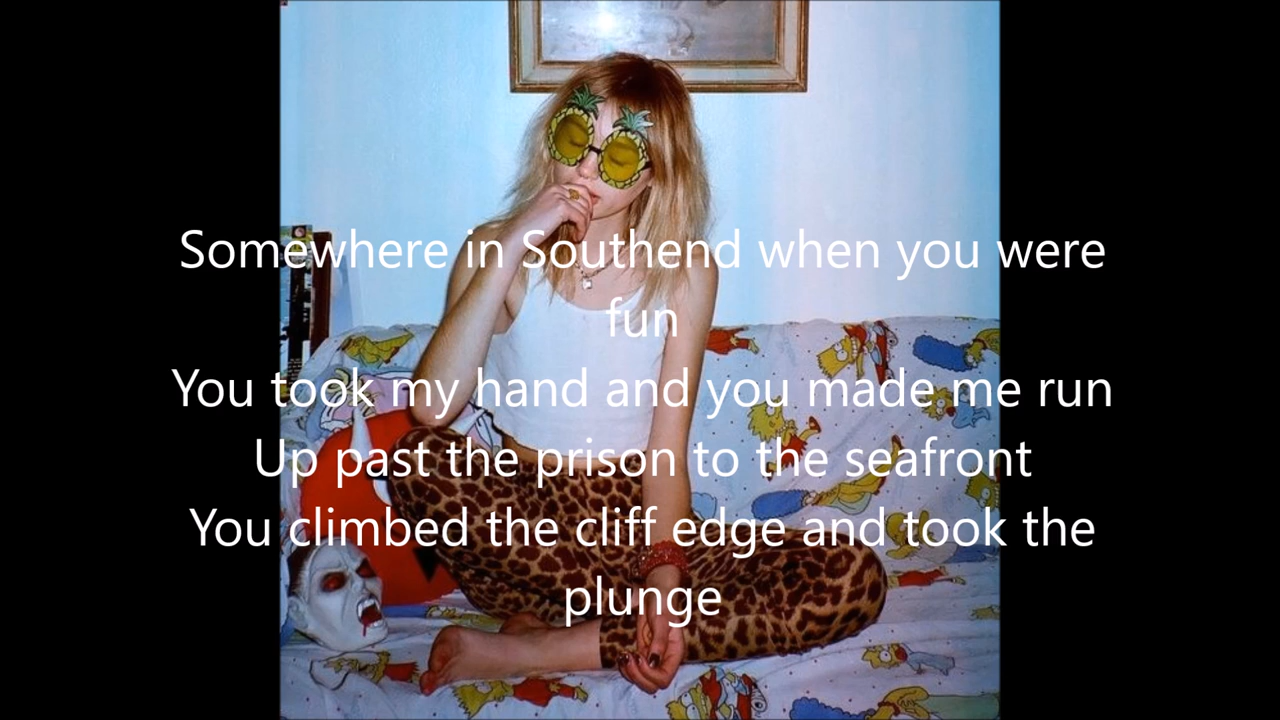 Somewhere in Southend when you were
fun
You took my hand and you made me run
Up past the prison to the seafront
You climbed the cliff edge and took the
plunge